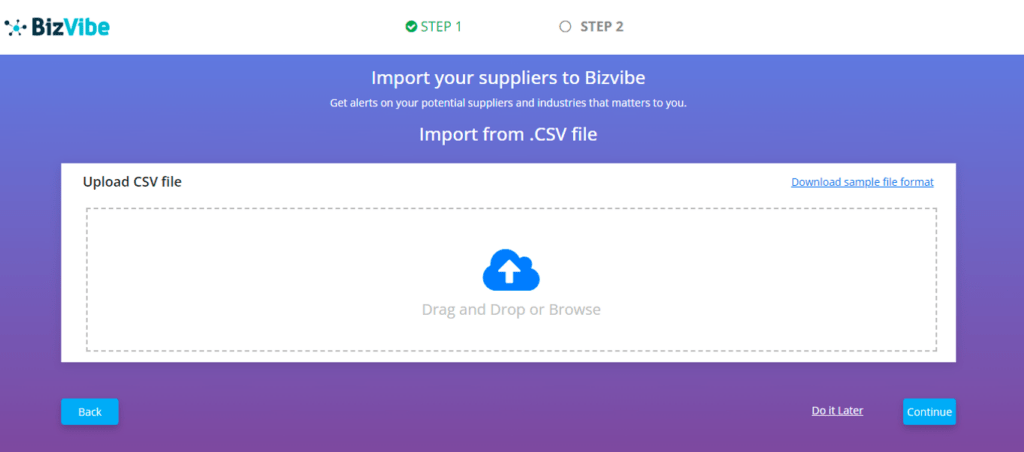 BizVibe
STEP 1
STEP 2
Import your suppliers to Bizvibe
Get alerts on your potential suppliers and industries that matters to you.
Import from .CSV file
Upload CSV file
Download sample file format
Drag and Drop or Browse
Back
Do it Later
Continue